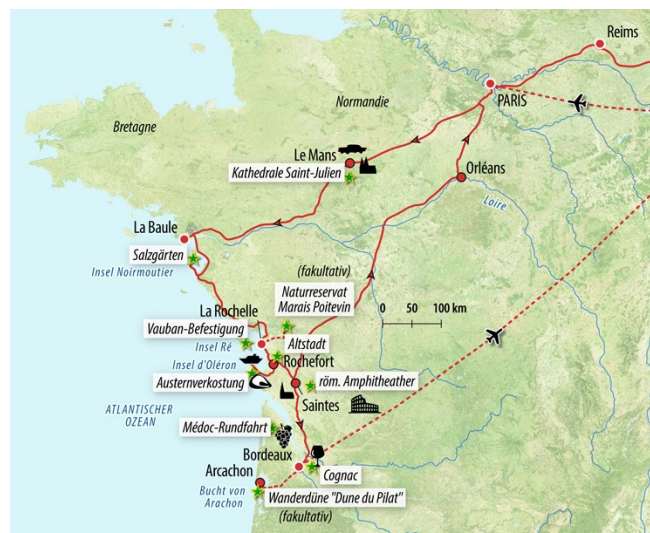 Reims
PARIS
Normandie
Bretagne
Le Mans
Kathedrale Saint-Julien
Orléans
Loire
La Baule
Salzgärten
Insel Noirmoutier
(fakultativ)
Naturreservat
Marais Poitevin
0 50 100 km
La Rochelle
Vauban-Befestigung
Altstadt
Insel Ré
Insel d'Oléron
Rochefort
Austernverkostung
röm. Amphitheather
Saintes
ATLANTISCHER
OZEAN
Médoc-Rundfahrt
Bordeaux
Arcachon
Cognac
Bucht von
Arachon
Wanderdüne "Dune du Pilat"
(fakultativ)